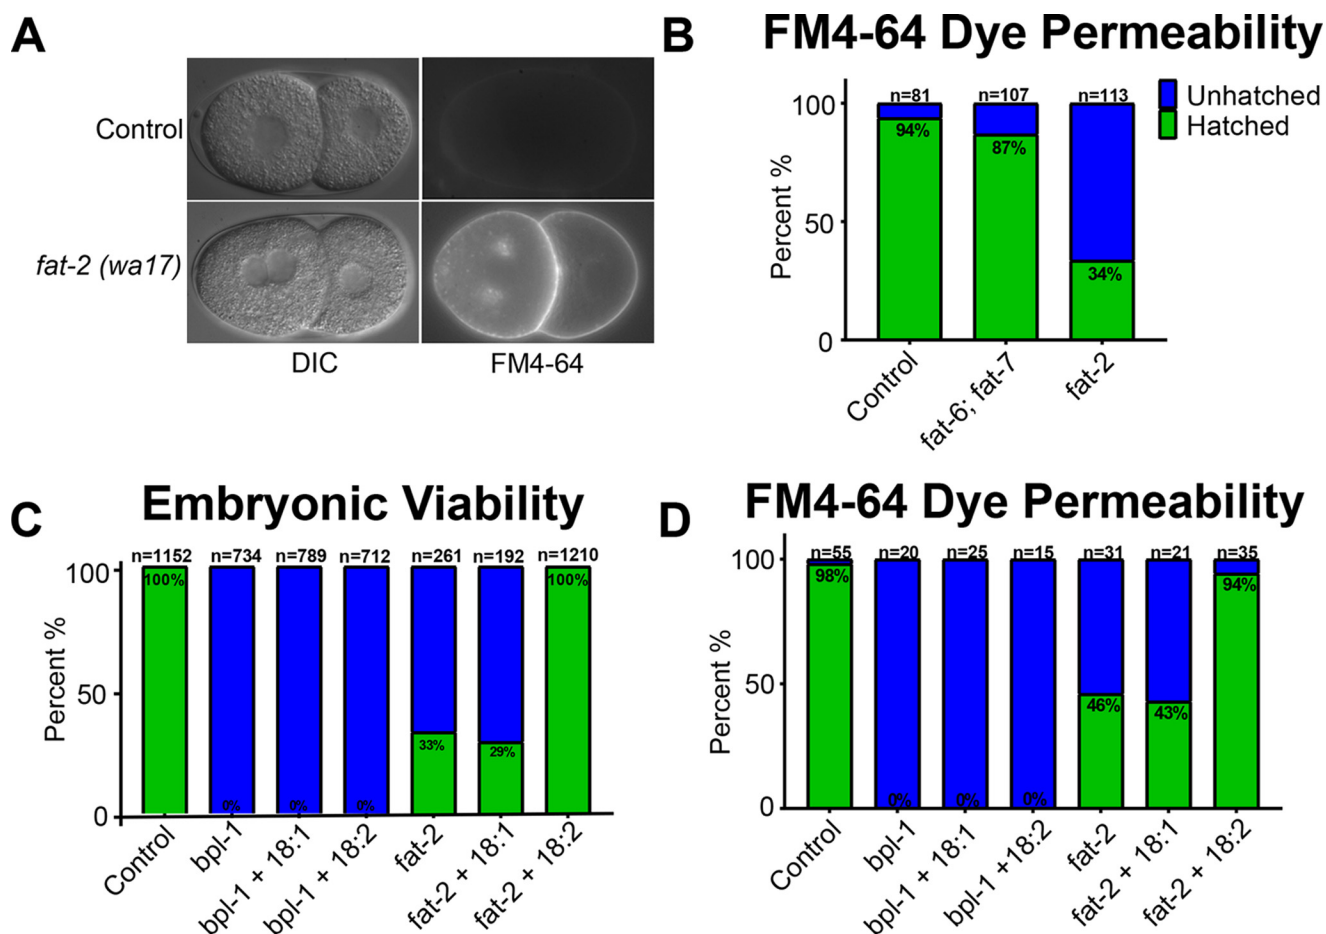 A
Control
fat-2 (wa17)
DIC
FM4-64
B
FM4-64 Dye Permeability
Percent %
100
50
0
n=81
n=107
n=113
94%
87%
34%
Unhatched
Hatched
Control
fat-6; fat-7
fat-2
C
Embryonic Viability
Percent %
100
50
0
n=1152
n=734
n=789
n=712
n=261
n=192
n=1210
100%
0%
0%
0%
33%
29%
100%
Control
bpl-1
bpl-1 + 18:1
bpl-1 + 18:2
fat-2
fat-2 + 18:1
fat-2 + 18:2
D
FM4-64 Dye Permeability
Percent %
100
50
0
n=55
n=20
n=25
n=15
n=31
n=21
n=35
98%
0%
0%
0%
46%
43%
94%
Control
bpl-1
bpl-1 + 18:1
bpl-1 +18:2
fat-2
fat-2 + 18:1
fat-2 + 18:2